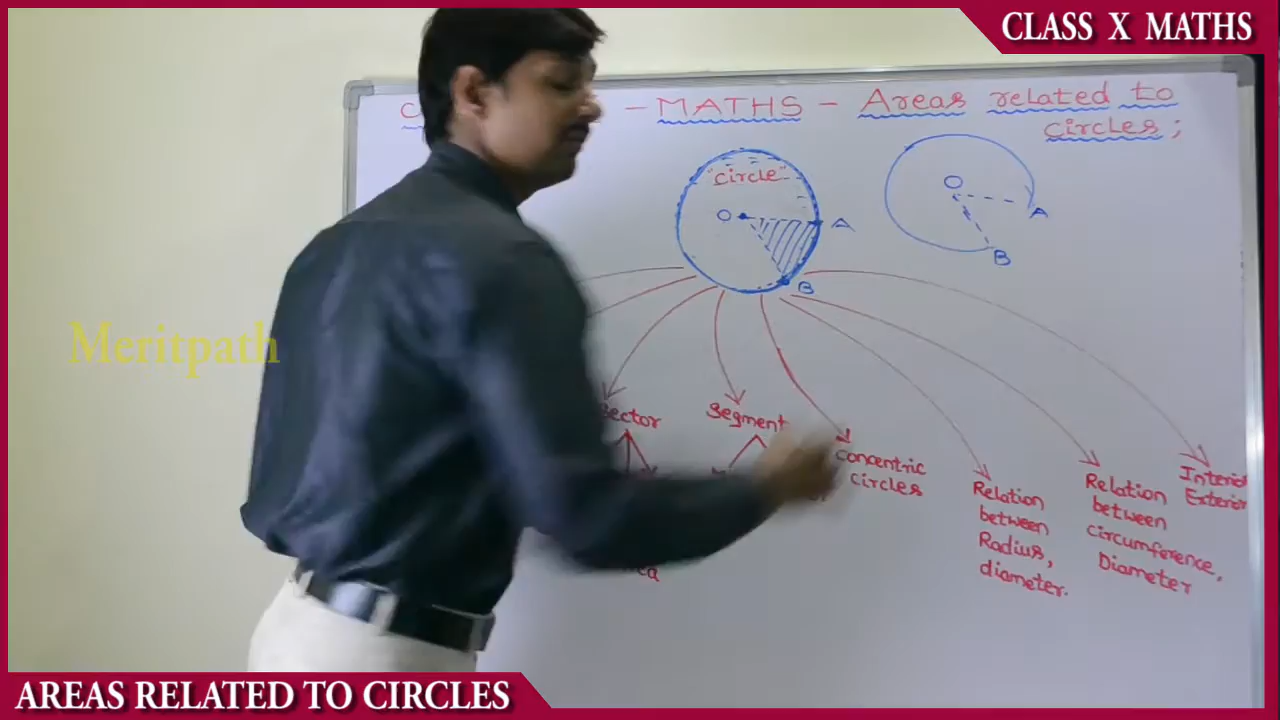 CLASS X MATHS
- MATHS - Areas related to
circles;
"circle"
O
A
B
O
A
B
Meritpath
sector
segment
concentric
circles
Relation
between
Radius,
diameter.
Relation
between
circumference,
Diameter
Interior
Exterior
AREAS RELATED TO CIRCLES